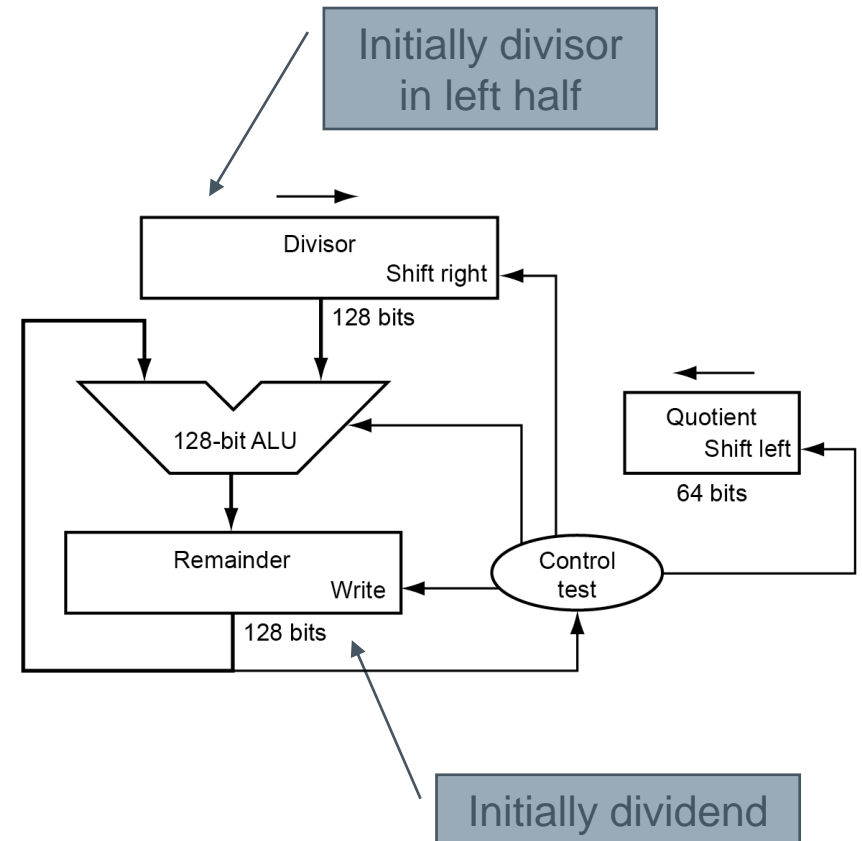 Initially divisor
in left half
Divisor
Shift right
128 bits
128-bit ALU
Quotient
Shift left
64 bits
Remainder
Write
Control
test
128 bits
Initially dividend